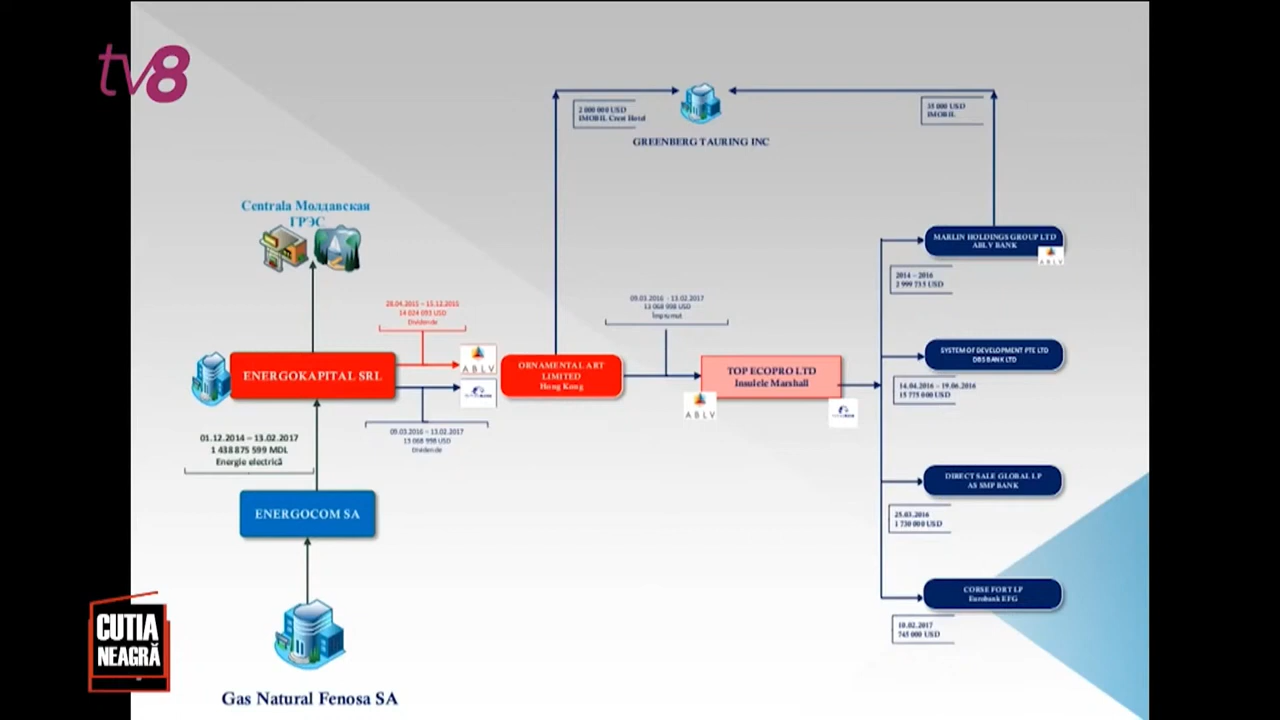 tv8
2 000 000 USD
IMOBIL Crest Hotel
35 000 USD
IMOBIL
GREENBERG TAURING INC
Centrala Молдавская
ГРЭС
MARLIN HOLDINGS GROUP LTD
ABLV BANK
ABLV
2014 – 2016
2 999 735 USD
28.04.2015 – 15.12.2015
14 024 093 USD
Dividende
09.03.2016 - 13.02.2017
13 068 998 USD
Împrumut
ENERGOKAPITAL SRL
ABLV
ORNAMENTAL ART
LIMITED
Hong Kong
TOP ECOPRO LTD
Insulele Marshall
ABLV
SYSTEM OF DEVELOPMENT PTE LTD
DBS BANK LTD
14.04.2016 – 19.06.2016
15 775 000 USD
09.03.2016 – 13.02.2017
13 068 998 USD
Dividende
01.12.2014 – 13.02.2017
1 438 875 599 MDL
Energie electrică
ENERGOCOM SA
DIRECT SALE GLOBAL LP
AS SMP BANK
25.03.2016
1 730 000 USD
CORSE FORT LP
Eurobank EFG
10.02.2017
745 000 USD
CUTIA
NEAGRĂ
Gas Natural Fenosa SA